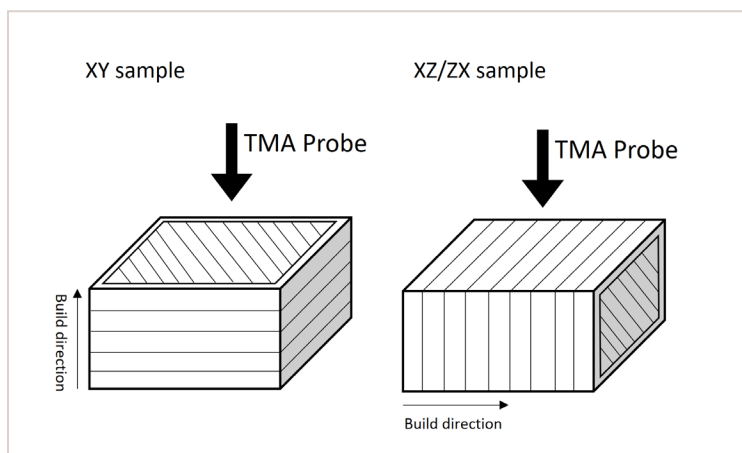 XY sample
XZ/ZX sample
TMA Probe
TMA Probe
Build direction
Build direction